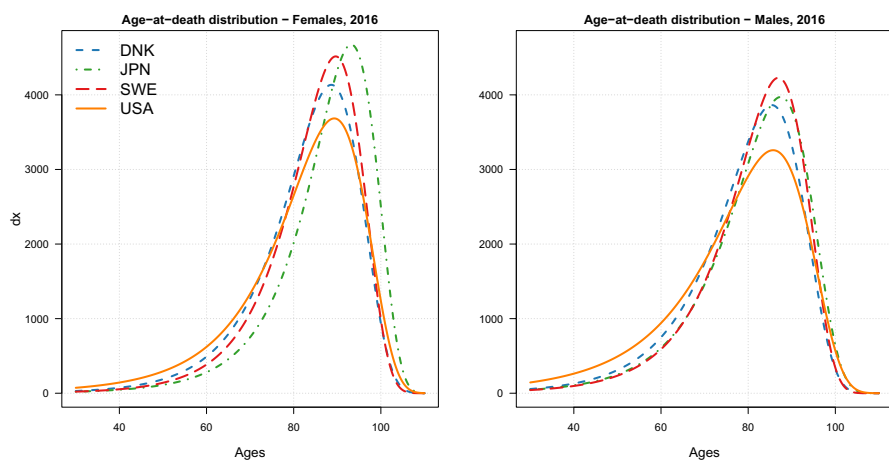 Age-at-death distribution – Females, 2016
DNK
JPN
SWE
USA
dx
4000
3000
2000
1000
0
40 60 80 100
Ages
Age-at-death distribution – Males, 2016
4000
3000
2000
1000
0
40 60 80 100
Ages